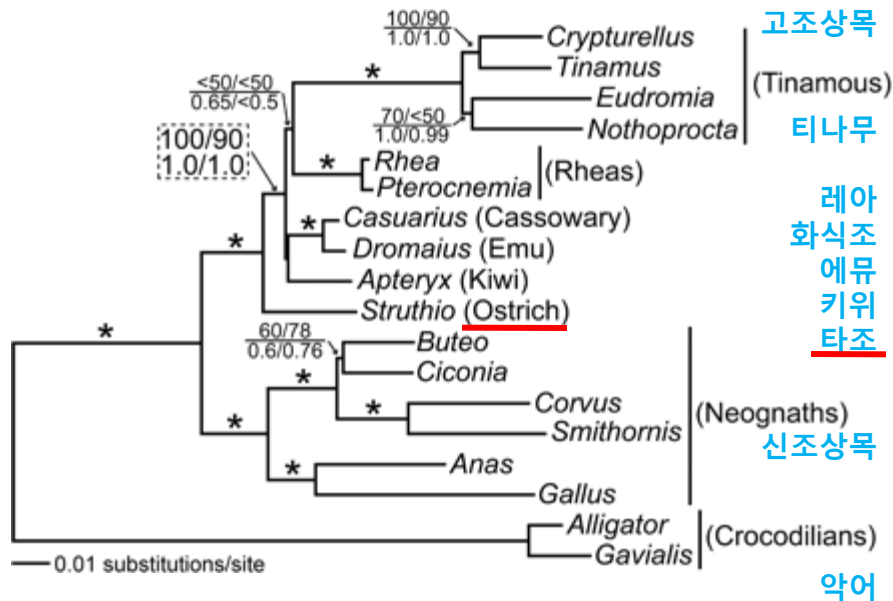 100/90
1.0/1.0
고조상목
Crypturellus
Tinamus
(Tinamous)
<50/<50
0.65/<0.5
Eudromia
70/<50
1.0/0.99
Nothoprocta
티나무
100/90
1.0/1.0
*
*
Rhea
Pterocnemia
(Rheas)
레아
Casuarius (Cassowary)
화식조
*
*
Dromaius (Emu)
에뮤
Apteryx (Kiwi)
키위
Struthio (Ostrich)
타조
*
60/78
0.6/0.76
Buteo
Ciconia
*
Corvus
(Neognaths)
*
*
Smithornis
신조상목
Anas
*
Gallus
Alligator
(Crocodilians)
Gavialis
0.01 substitutions/site
악어